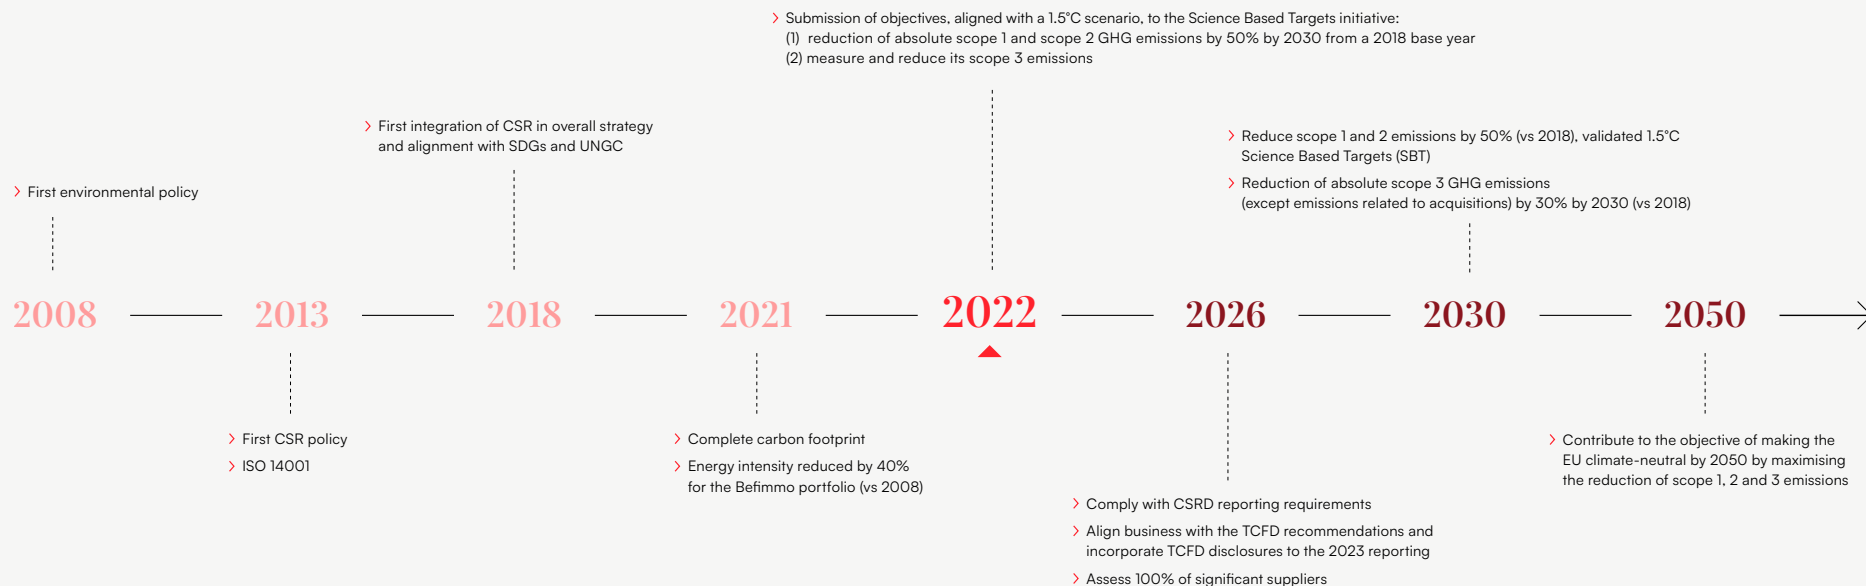 Submission of objectives, aligned with a 1.5°C scenario, to the Science Based Targets initiative:
(1) reduction of absolute scope 1 and scope 2 GHG emissions by 50% by 2030 from a 2018 base year
(2) measure and reduce its scope 3 emissions
First integration of CSR in overall strategy
and alignment with SDGs and UNGC
Reduce scope 1 and 2 emissions by 50% (vs 2018), validated 1.5°C
Science Based Targets (SBT)
Reduction of absolute scope 3 GHG emissions
(except emissions related to acquisitions) by 30% by 2030 (vs 2018)
First environmental policy
2008
2013
2018
2021
2022
2026
2030
2050
First CSR policy
ISO 14001
Complete carbon footprint
Energy intensity reduced by 40%
for the Befimmo portfolio (vs 2008)
Comply with CSRD reporting requirements
Align business with the TCFD recommendations and
incorporate TCFD disclosures to the 2023 reporting
Assess 100% of significant suppliers
Contribute to the objective of making the
EU climate-neutral by 2050 by maximising
the reduction of scope 1, 2 and 3 emissions